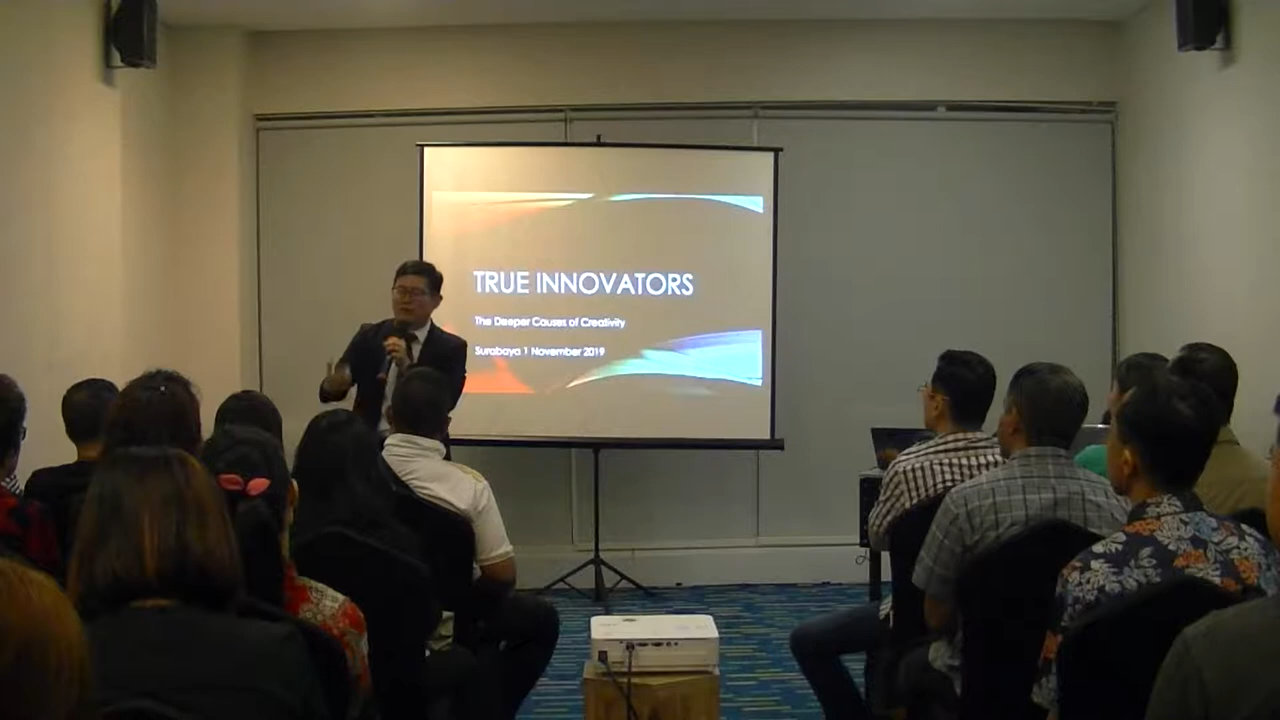 TRUE INNOVATORS
The Deeper Causes of Creativity
Surabaya 1 November 2019